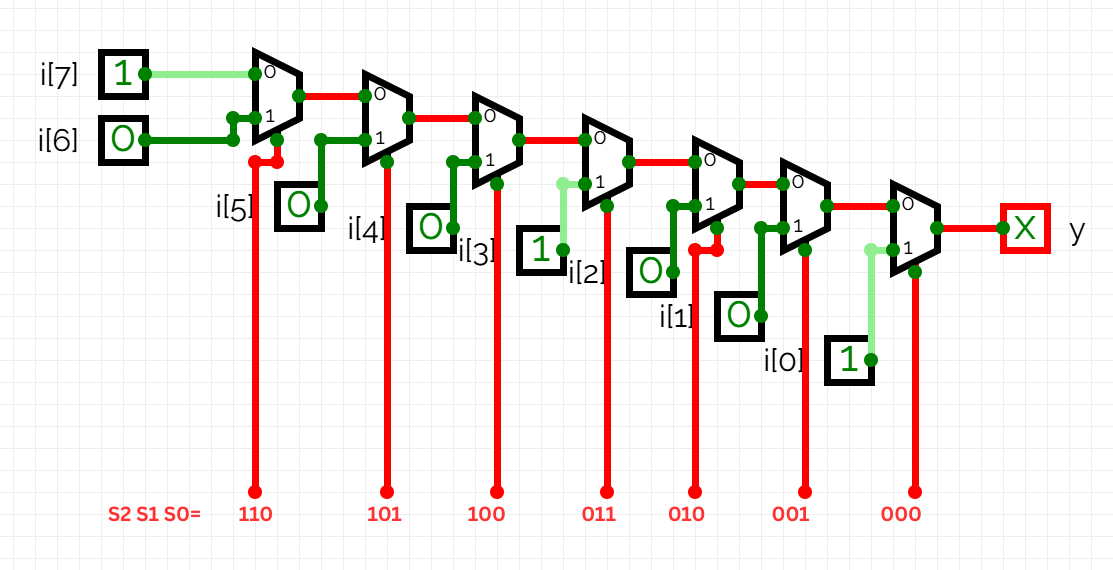 i[7] 1 0
i[6] 0 1
0
i[5] 0 1
0
i[4] 0 1
0
i[3] 1 1
0
i[2] 0 1
0
i[1] 0 1
0
i[0] 1 1
X y
S2 S1 S0= 110 101 100 011 010 001 000